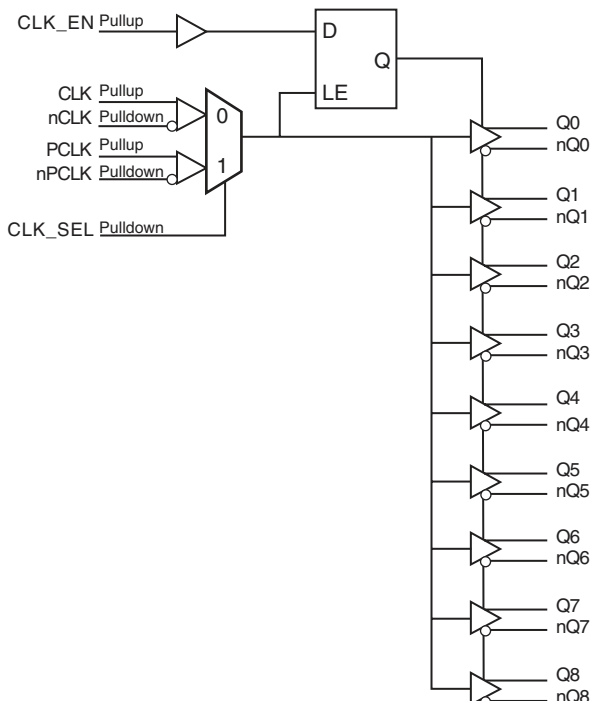 CLK_EN Pullup
D
Q
LE
CLK Pullup
nCLK Pulldown
PCLK Pullup
nPCLK Pulldown
0
1
CLK_SEL Pulldown
Q0
nQ0
Q1
nQ1
Q2
nQ2
Q3
nQ3
Q4
nQ4
Q5
nQ5
Q6
nQ6
Q7
nQ7
Q8
nQ8